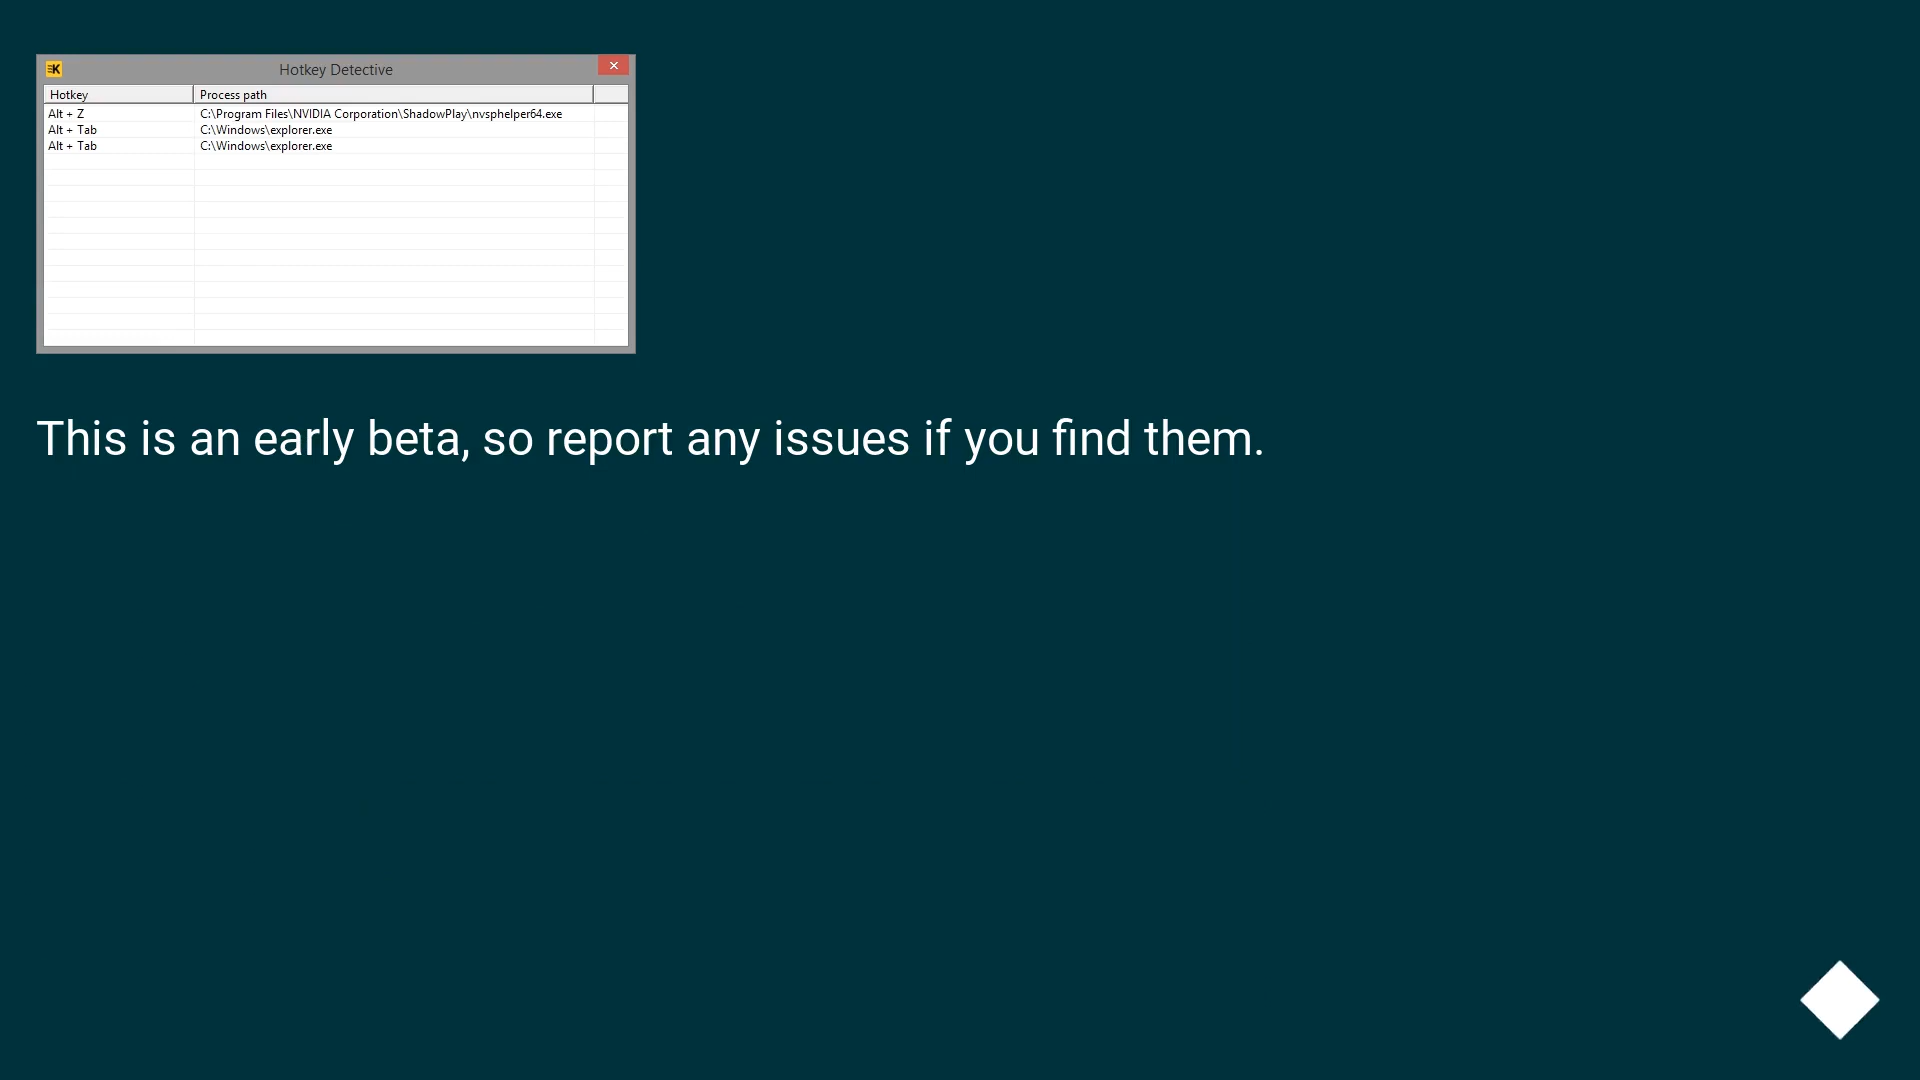 Hotkey Detective
Hotkey Process path
Alt + Z C:\Program Files\NVIDIA Corporation\ShadowPlay\nvsphelper64.exe
Alt + Tab C:\Windows\explorer.exe
Alt + Tab C:\Windows\explorer.exe
This is an early beta, so report any issues if you find them.